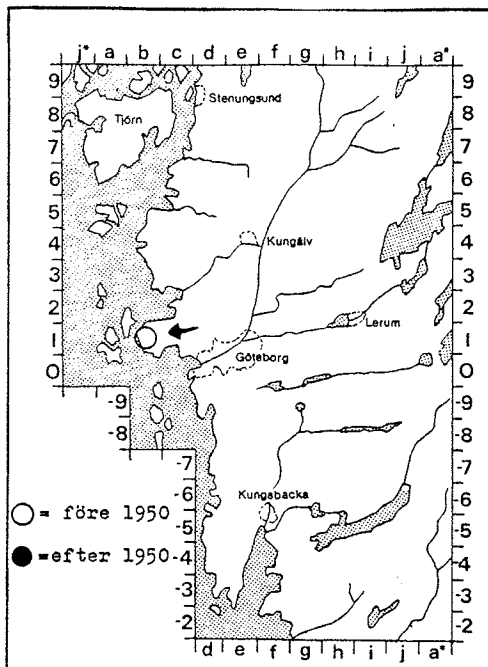 j* a b c d e f g h i j a*
9 9
Stenungsund
8 Tjörn 8
7 7
6 6
5 5
4 Kungälv 4
3 3
2 2
Lerum
1 1
Göteborg
0 0
-9 -9
-8 -8
-7 -7
Kungsbacka
-6 -6
○ = före 1950
-5 -5
● =efter 1950 -4 -4
-3 -3
-2 -2
d e f g h i j a*